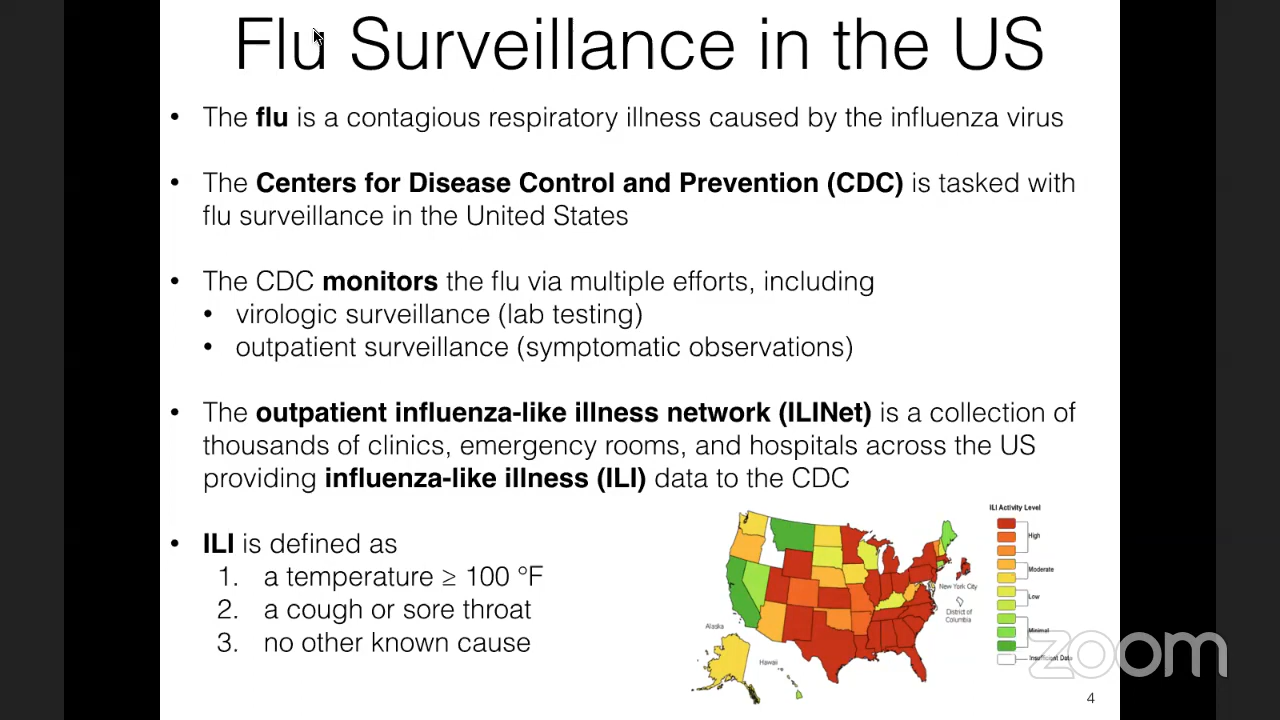 Flu Surveillance in the US
• The flu is a contagious respiratory illness caused by the influenza virus
• The Centers for Disease Control and Prevention (CDC) is tasked with
flu surveillance in the United States
• The CDC monitors the flu via multiple efforts, including
• virologic surveillance (lab testing)
• outpatient surveillance (symptomatic observations)
• The outpatient influenza-like illness network (ILINet) is a collection of
thousands of clinics, emergency rooms, and hospitals across the US
providing influenza-like illness (ILI) data to the CDC
• ILI is defined as
1. a temperature ≥ 100 °F
2. a cough or sore throat
3. no other known cause
Alaska
Hawaii
New York City
District of
Columbia
ILI Activity Level
High
Moderate
Low
Minimal
Insufficient Data
zoom
4